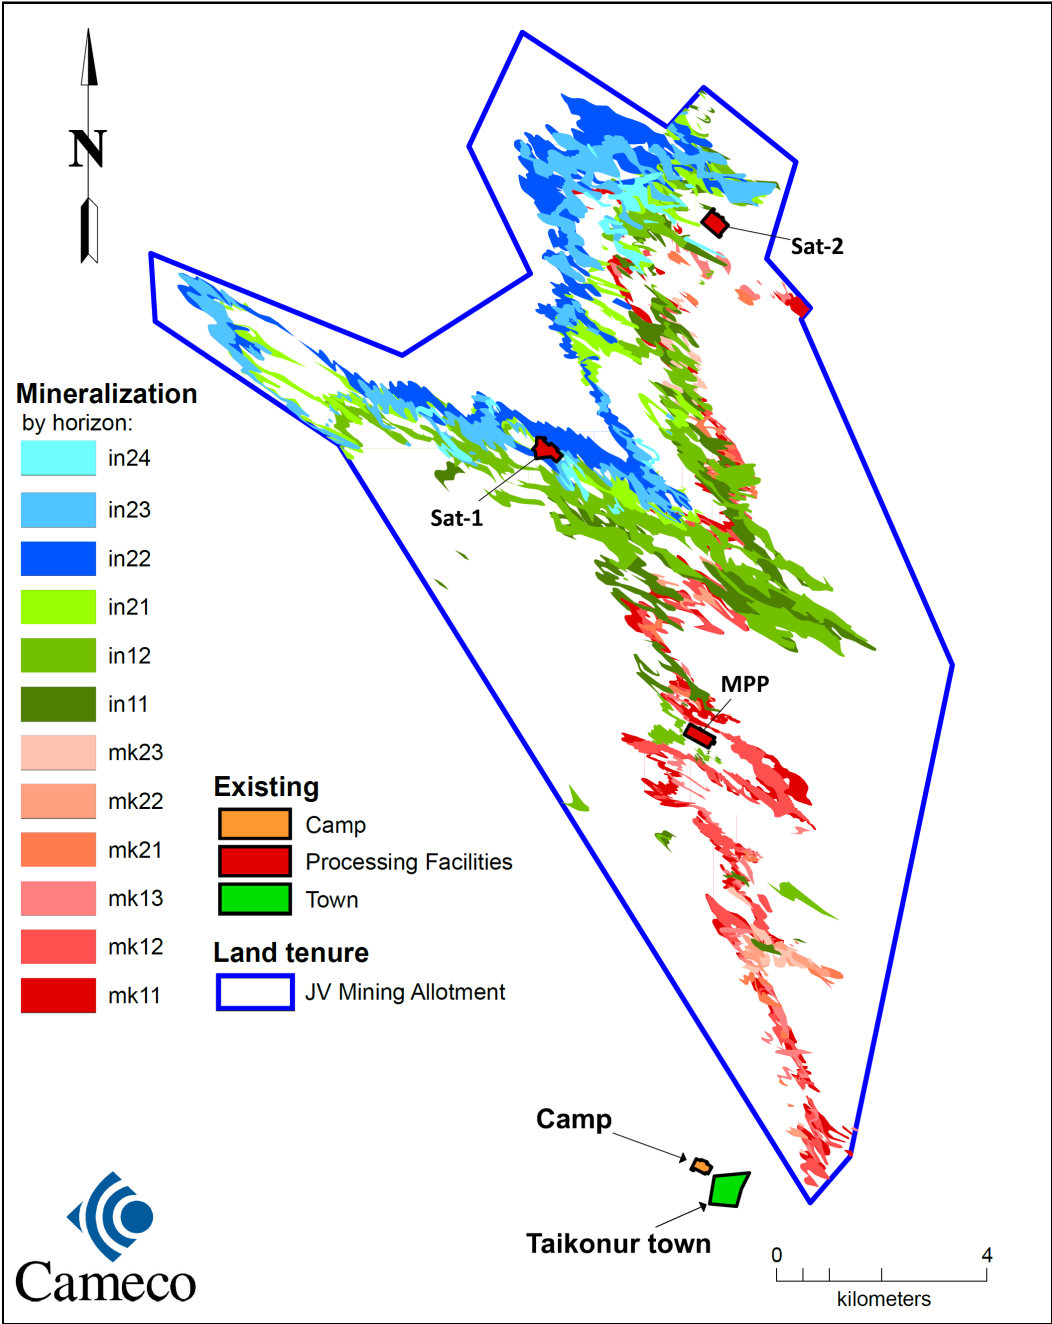 N
Sat-2
Mineralization
by horizon:
in24
in23
in22
in21
in12
in11
mk23
mk22
mk21
mk13
mk12
mk11
Sat-1
MPP
Existing
Camp
Processing Facilities
Town
Land tenure
JV Mining Allotment
Camp
Taikonur town
Cameco
0 4
kilometers